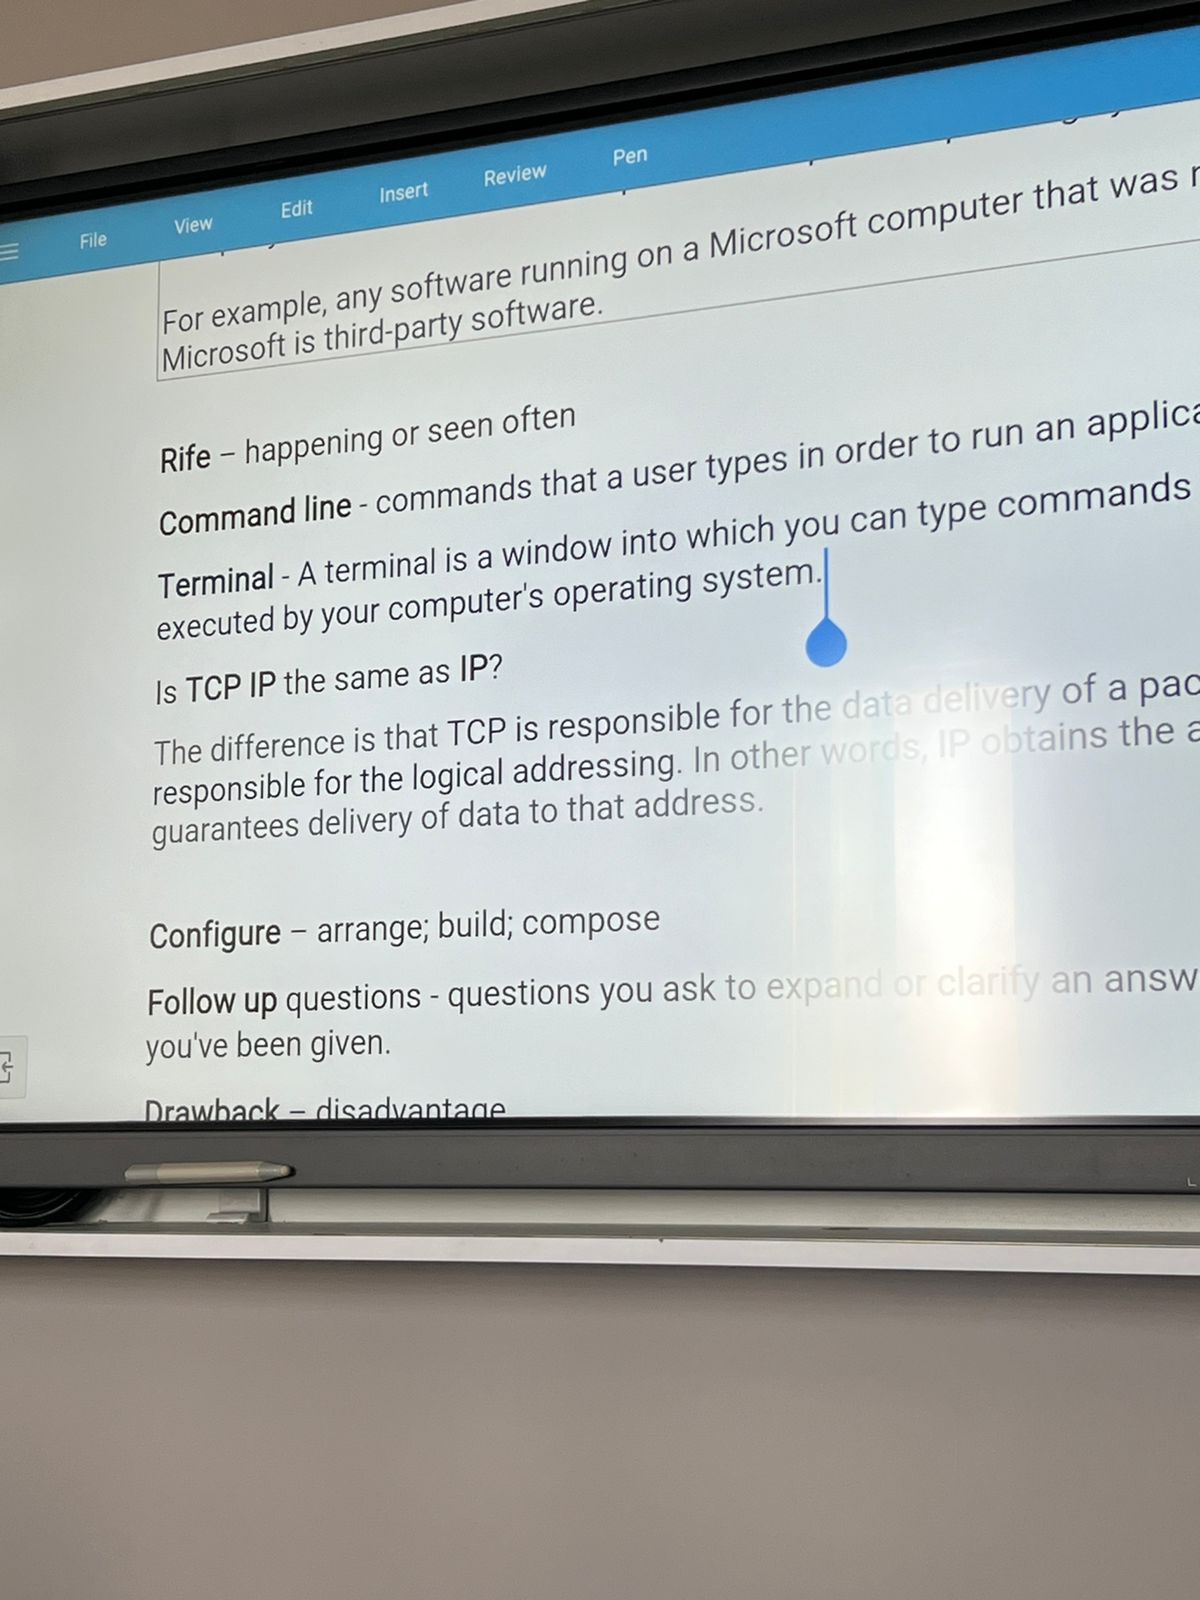 File View Edit Insert Review Pen
For example, any software running on a Microsoft computer that was
Microsoft is third-party software.
Rife – happening or seen often
Command line - commands that a user types in order to run an applica
Terminal - A terminal is a window into which you can type commands
executed by your computer's operating system.
Is TCP IP the same as IP?
The difference is that TCP is responsible for the data delivery of a pac
responsible for the logical addressing. In other words, IP obtains the a
guarantees delivery of data to that address.
Configure – arrange; build; compose
Follow up questions - questions you ask to expand or clarify an answ
you've been given.
Drawback – disadvantage